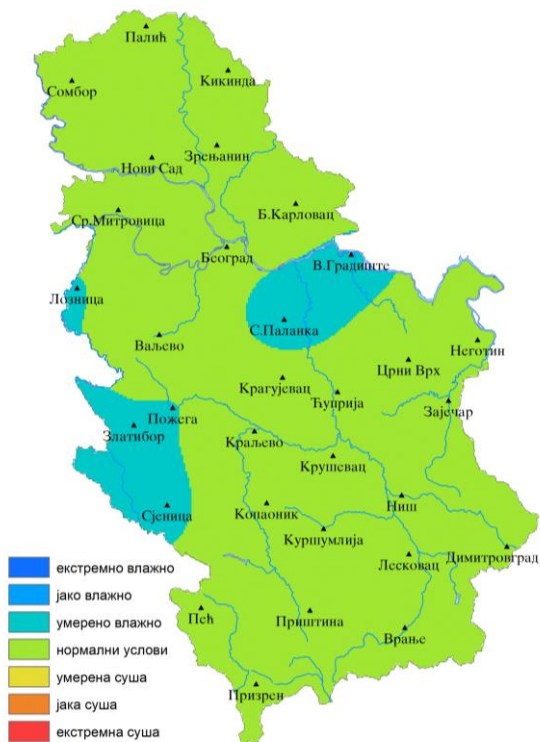 Палић
Сомбор
Кикинда
Нови Сад
Зрењанин
Ср.Митровица
Б.Карловац
Београд
В.Градиште
Лозница
С.Паланка
Ваљево
Неготин
Црни Врх
Крагујевац
Ћуприја
Зајечар
Пожега
Златибор
Краљево
Крушевац
Сјеница
Копаоник
Ниш
Куршумлија
Димитровград
Лесковац
Пећ
Приштина
Врање
Призрен
екстремно влажно
јако влажно
умерено влажно
нормални услови
умерена суша
јака суша
екстремна суша